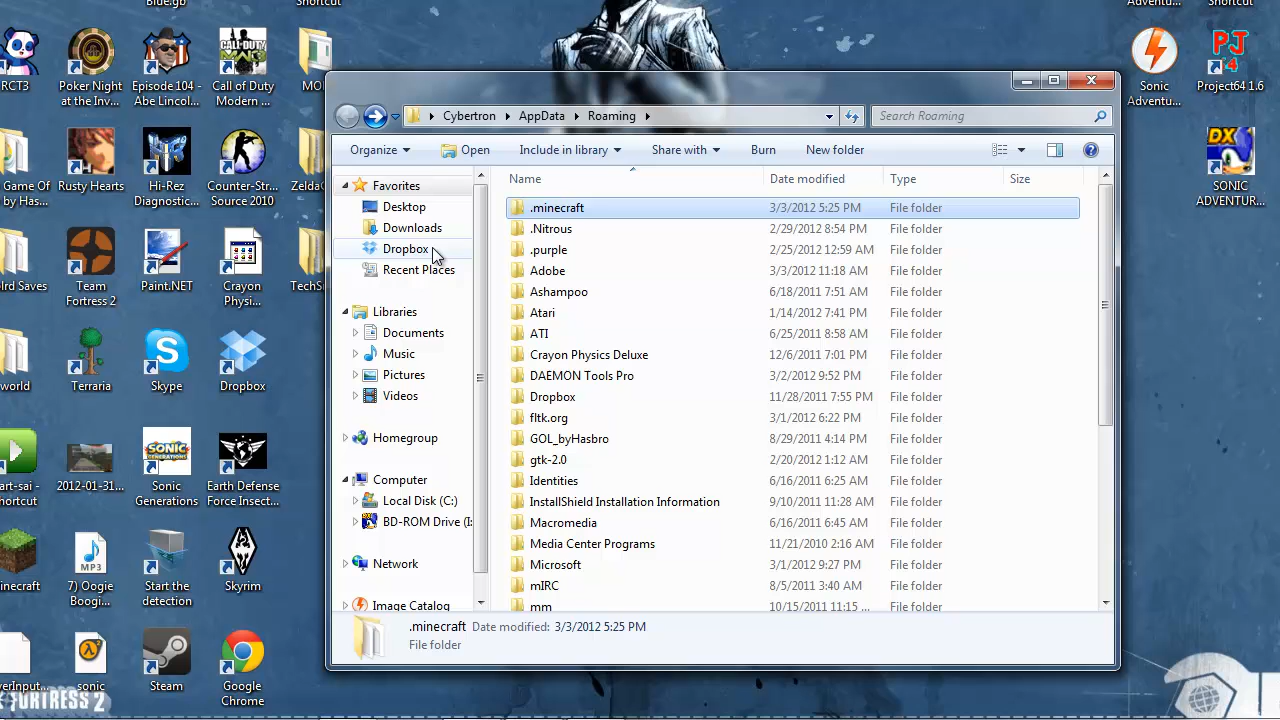 Blue.gb
Shortcut
Adventu...
Shortcut
RCT3
Poker Night
at the Inv...
Episode 104 -
Abe Lincol...
Call of Duty
Modern ...
Sonic
Adventu...
Project64 1.6
Game Of
by Has...
Rusty Hearts
Hi-Rez
Diagnostic...
Counter-Str...
Source 2010
DX
SONIC
ADVENTUR...
Team
Fortress 2
Paint.NET
Crayon
Physi...
Terraria
Skype
Dropbox
2012-01-31...
Sonic
Generations
Earth Defense
Force Insect...
MP3
7) Oogie
Boogi...
Start the
detection
Skyrim
sonic
Steam
Google
Chrome
FORTRESS 2
Cybertron
AppData
Roaming
Search Roaming
Organize
Open
Include in library
Share with
Burn
New folder
Favorites
Desktop
Downloads
Dropbox
Recent Places
Libraries
Documents
Music
Pictures
Videos
Homegroup
Computer
Local Disk (C:)
BD-ROM Drive (I:
Network
Image Catalog
Name Date modified Type Size
.minecraft 3/3/2012 5:25 PM File folder
.Nitrous 2/29/2012 8:54 PM File folder
.purple 2/25/2012 12:59 AM File folder
Adobe 3/3/2012 11:18 AM File folder
Ashampoo 6/18/2011 7:51 AM File folder
Atari 1/14/2012 7:41 PM File folder
ATI 6/25/2011 8:58 AM File folder
Crayon Physics Deluxe 12/6/2011 7:01 PM File folder
DAEMON Tools Pro 3/2/2012 9:52 PM File folder
Dropbox 11/28/2011 7:55 PM File folder
fltk.org 3/1/2012 6:22 PM File folder
GOL_byHasbro 8/29/2011 4:14 PM File folder
gtk-2.0 2/20/2012 1:12 AM File folder
Identities 6/16/2011 6:25 AM File folder
InstallShield Installation Information 9/10/2011 11:28 AM File folder
Macromedia 6/16/2011 6:45 AM File folder
Media Center Programs 11/21/2010 2:16 AM File folder
Microsoft 3/1/2012 9:27 PM File folder
mIRC 8/5/2011 3:40 AM File folder
mm 10/15/2011 11:15 ... File folder
.minecraft Date modified: 3/3/2012 5:25 PM
File folder